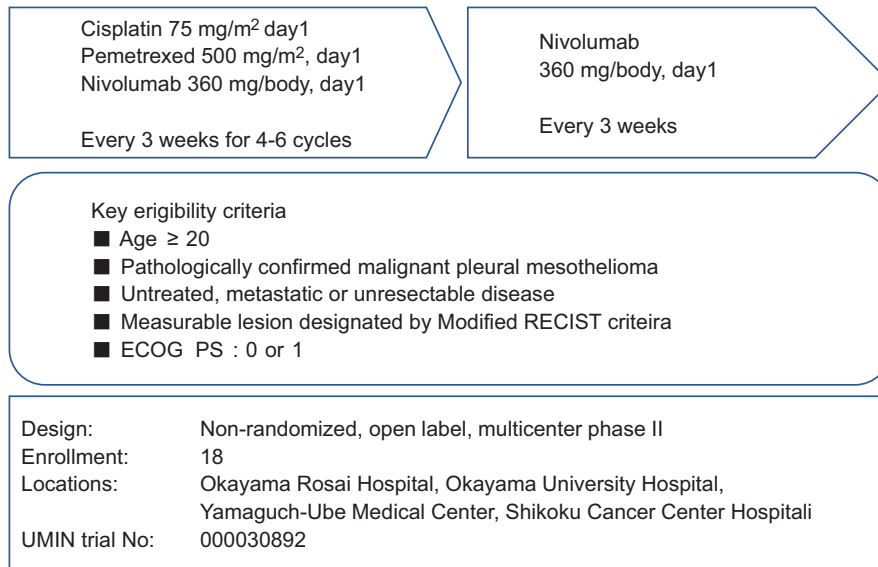 Cisplatin 75 mg/m2 day1
Pemetrexed 500 mg/m2, day1
Nivolumab 360 mg/body, day1
Every 3 weeks for 4-6 cycles
Nivolumab
360 mg/body, day1
Every 3 weeks
Key erigibility criteria
■ Age ≥ 20
■ Pathologically confirmed malignant pleural mesothelioma
■ Untreated, metastatic or unresectable disease
■ Measurable lesion designated by Modified RECIST criteira
■ ECOG PS : 0 or 1
Design: Non-randomized, open label, multicenter phase II
Enrollment: 18
Locations: Okayama Rosai Hospital, Okayama University Hospital,
Yamaguch-Ube Medical Center, Shikoku Cancer Center Hospitali
UMIN trial No: 000030892